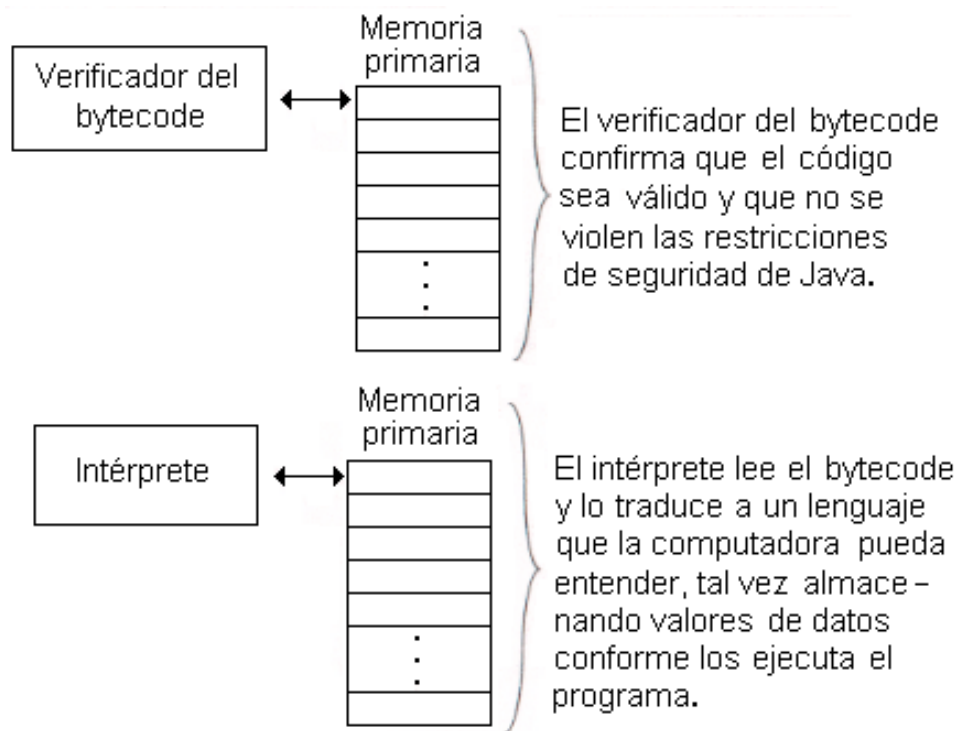 Memoria
primaria
Verificador del
bytecode
El verificador del bytecode
confirma que el código
sea válido y que no se
violen las restricciones
de seguridad de Java.
Memoria
primaria
Intérprete
El intérprete lee el bytecode
y lo traduce a un lenguaje
que la computadora pueda
entender, tal vez almace-
nando valores de datos
conforme los ejecuta el
programa.